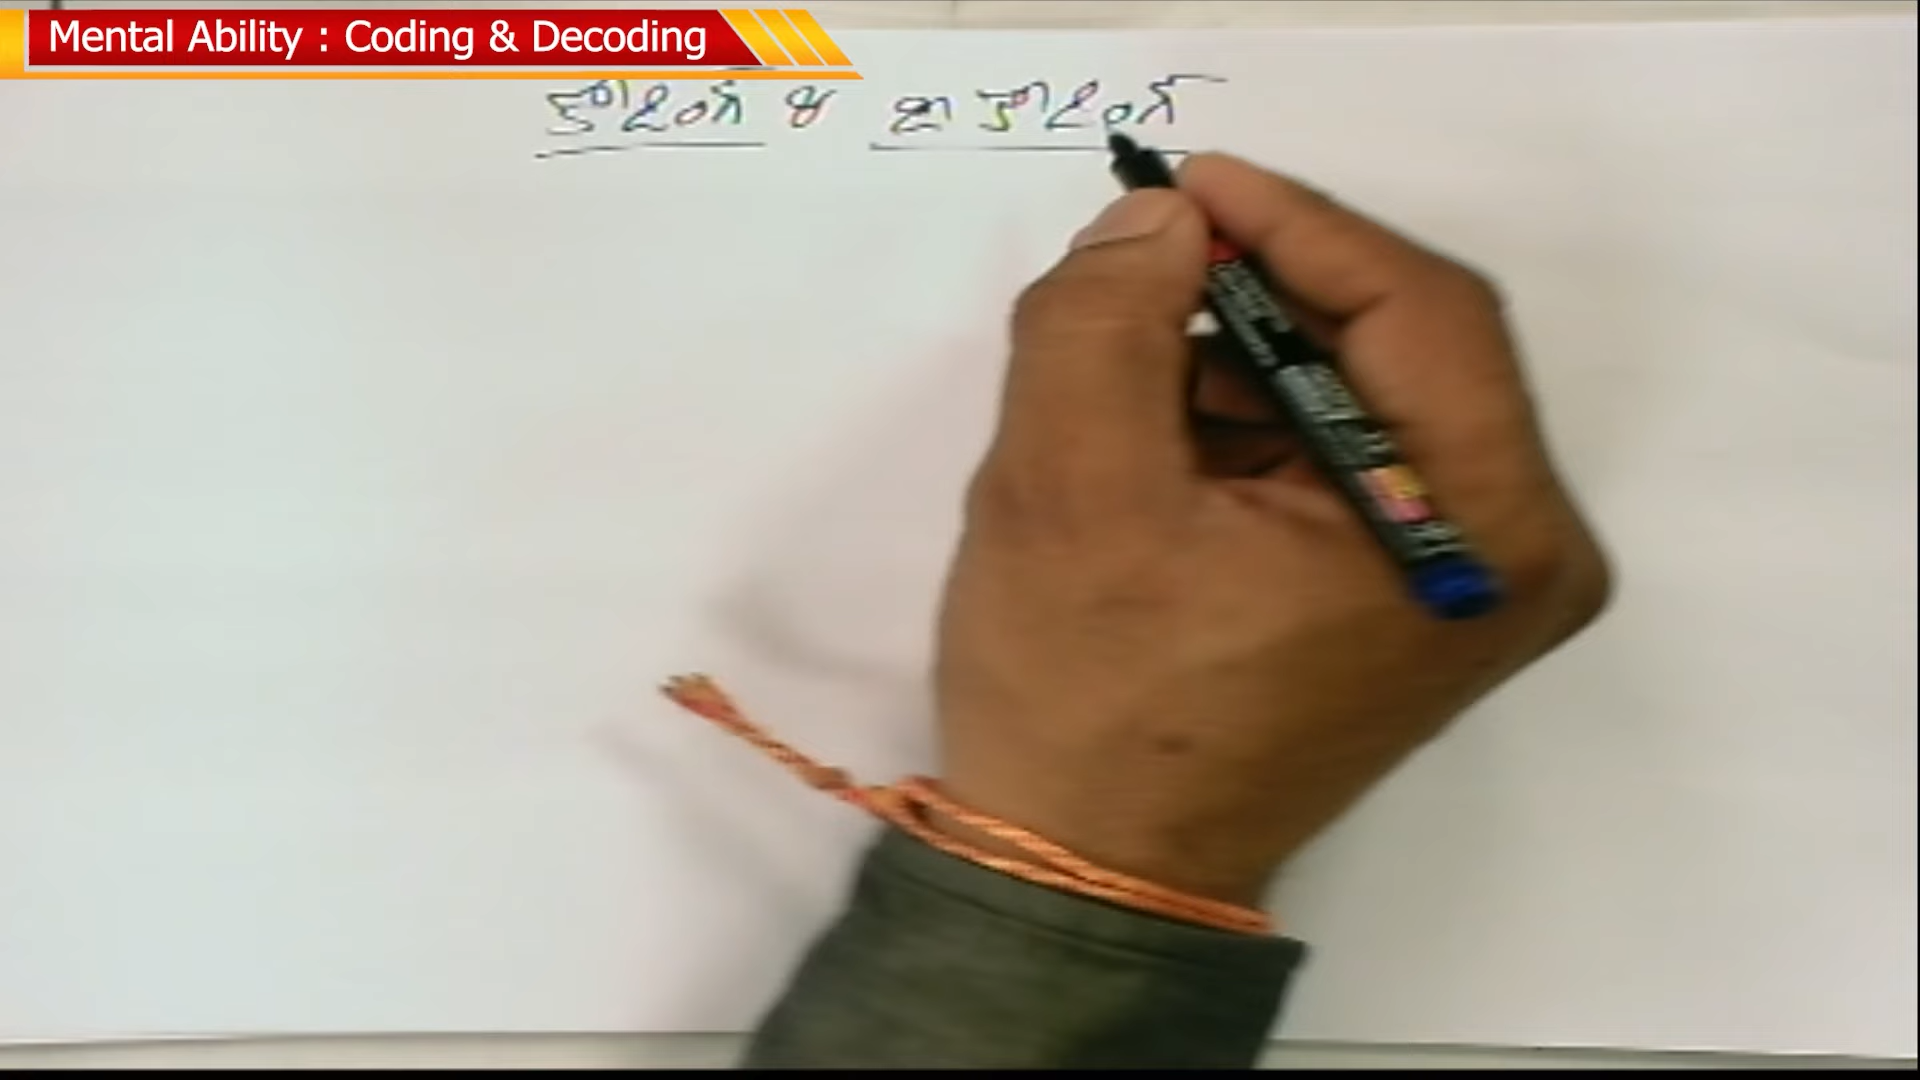 Mental Ability : Coding & Decoding
కోడింగ్ & డీకోడింగ్